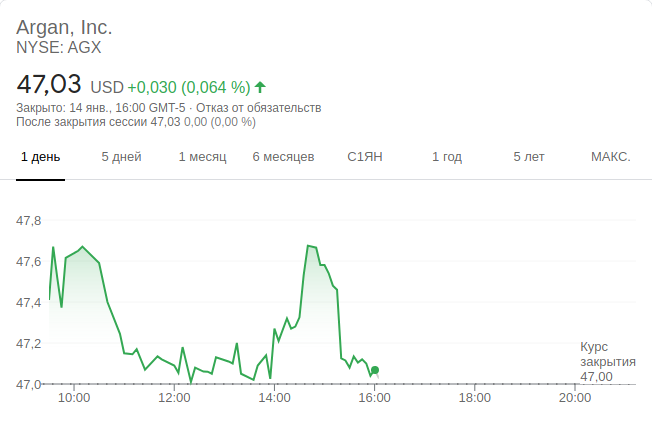 Argan, Inc.
NYSE: AGX
47,03 USD +0,030 (0,064 %)
Закрыто: 14 янв., 16:00 GMT-5 · Отказ от обязательств
После закрытия сессии 47,03 0,00 (0,00 %)
1 день 5 дней 1 месяц 6 месяцев С1ЯН 1 год 5 лет МАКС.
47,8
47,6
47,4
47,2
47,0
Курс
закрытия
47,00
10:00 12:00 14:00 16:00 18:00 20:00